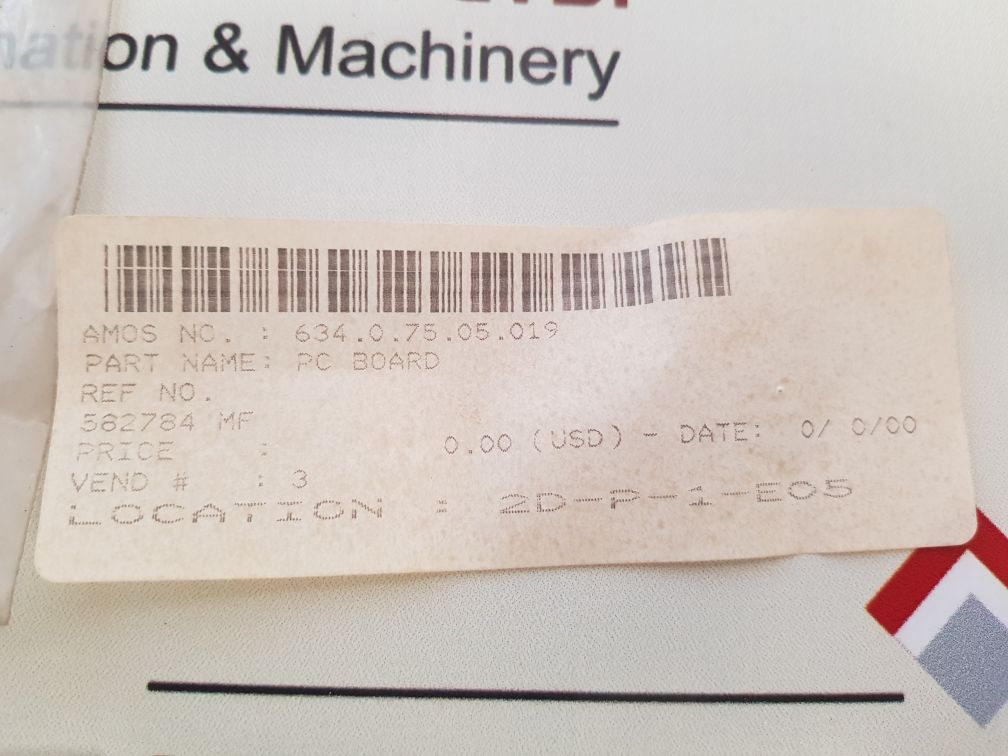 & Machinery
AMOS NO. : 634.0.75.05.019
PART NAME: PC BOARD
REF NO.
582784 MF
PRICE : 0.00 (USD) - DATE: 0/ 0/00
VEND # : 3
LOCATION : 2D-P-1-E05